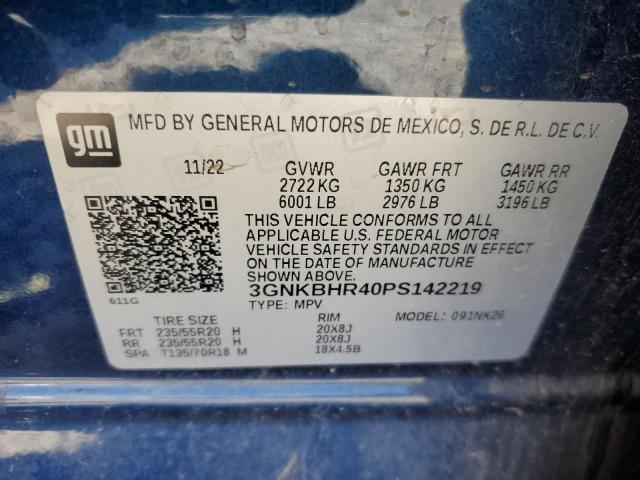 gm
MFD BY GENERAL MOTORS DE MEXICO, S. DE R.L. DE C.V.
11/22 GVWR GAWR FRT GAWR RR
2722 KG 1350 KG 1450 KG
6001 LB 2976 LB 3196 LB
THIS VEHICLE CONFORMS TO ALL
APPLICABLE U.S. FEDERAL MOTOR
VEHICLE SAFETY STANDARDS IN EFFECT
ON THE DATE OF MANUFACTURE
SHOWN ABOVE.
611G
3GNKBHR40PS142219
TYPE: MPV MODEL: 091NK26
TIRE SIZE RIM
FRT 235/55R20 H 20X8J
RR 235/55R20 H 20X8J
SPA T135/70R18 M 18X4.5B